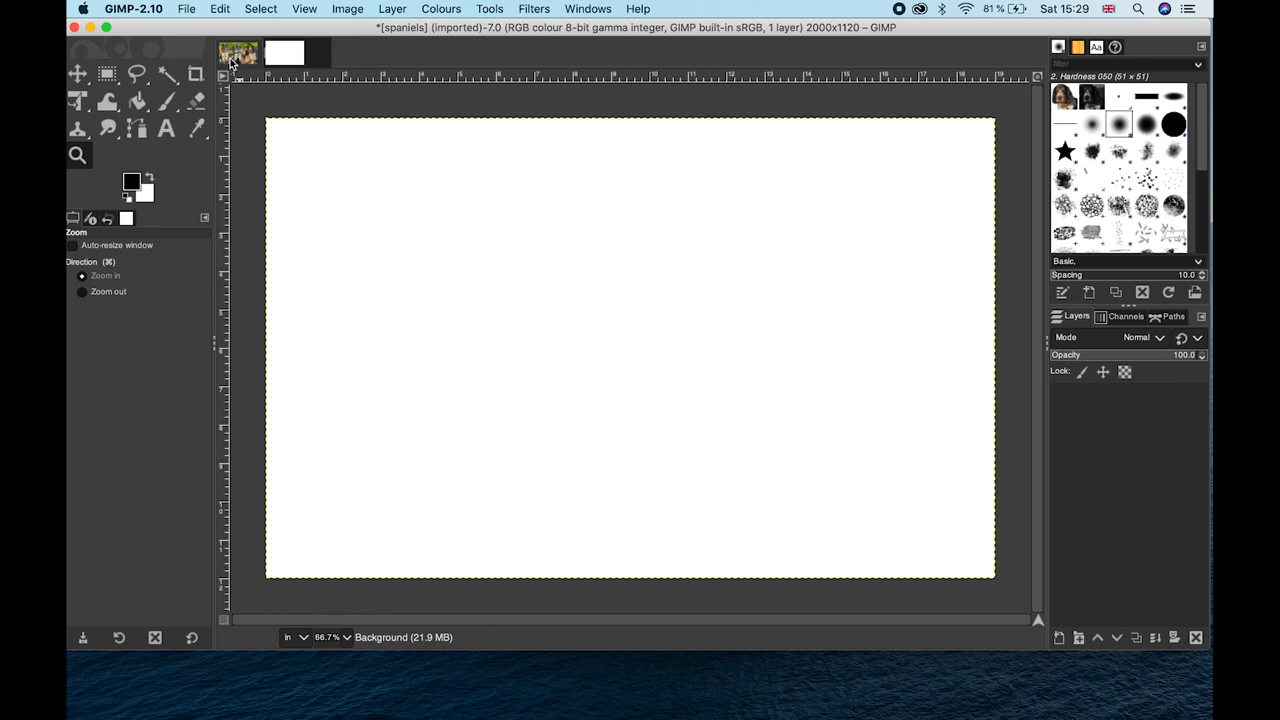 GIMP-2.10 File Edit Select View Image Layer Colours Tools Filters Windows Help 81% Sat 15:29
*[spaniels] (imported)-7.0 (RGB colour 8-bit gamma integer, GIMP built-in sRGB, 1 layer) 2000x1120 – GIMP
Aa
filter
2. Hardness 050 (51 × 51)
Zoom
Auto-resize window
Direction (⌘)
Zoom in
Zoom out
Basic,
Spacing 10.0
Layers Channels Paths
Mode Normal
Opacity 100.0
Lock:
in 66.7% Background (21.9 MB)